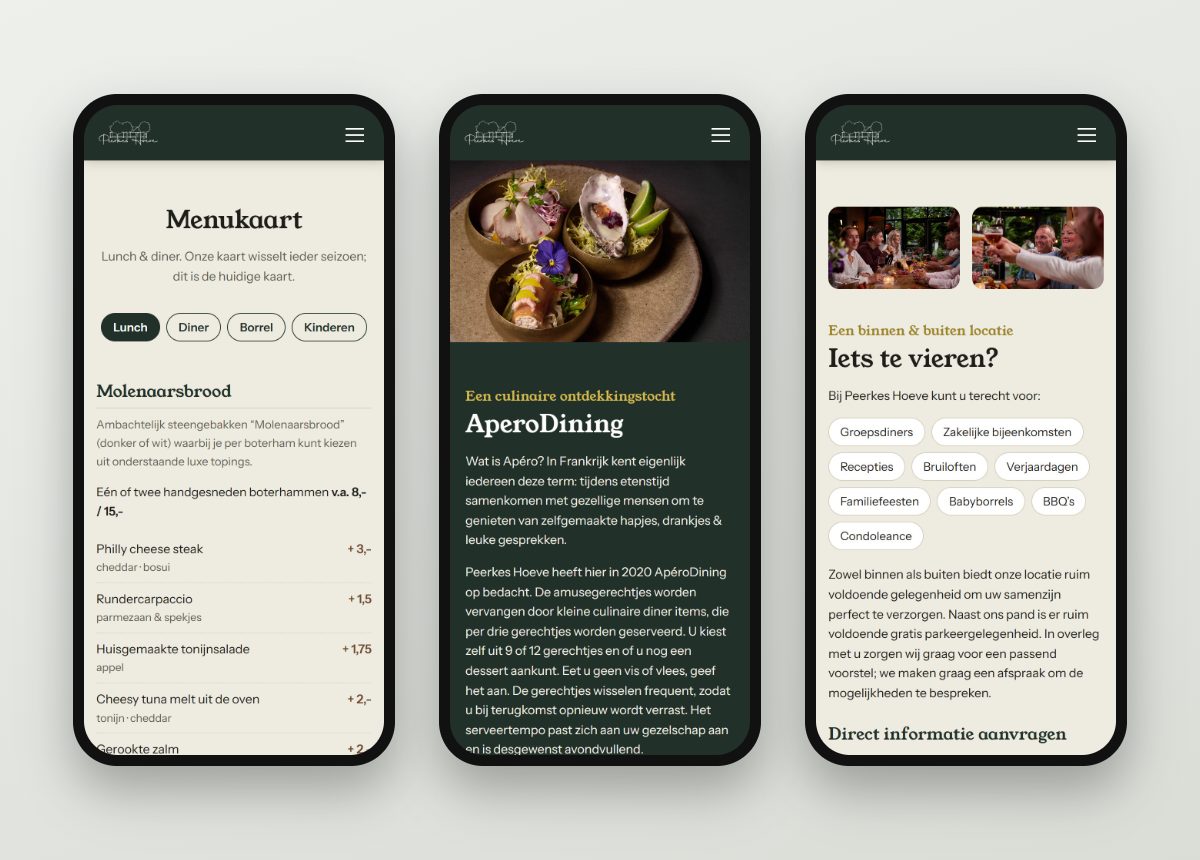 Peerkes Hoeve
Menukaart
Lunch & diner. Onze kaart wisselt ieder seizoen;
dit is de huidige kaart.
Lunch
Diner
Borrel
Kinderen
Molenaarsbrood
Ambachtelijk steengebakken “Molenaarsbrood”
(donker of wit) waarbij je per boterham kunt kiezen
uit onderstaande luxe topings.
Eén of twee handgesneden boterhammen v.a. 8,-
/ 15,-
Philly cheese steak + 3,-
cheddar · bosui
Rundercarpaccio + 1,5
parmezaan & spekjes
Huisgemaakte tonijnsalade + 1,75
appel
Cheesy tuna melt uit de oven + 2,-
tonijn · cheddar
Gerookte zalm + 2,-
Peerkes Hoeve
Een culinaire ontdekkingstocht
AperoDining
Wat is Apéro? In Frankrijk kent eigenlijk
iedereen deze term: tijdens etenstijd
samenkomen met gezellige mensen om te
genieten van zelfgemaakte hapjes, drankjes &
leuke gesprekken.
Peerkes Hoeve heeft hier in 2020 ApéroDining
op bedacht. De amusegerechtjes worden
vervangen door kleine culinaire diner items, die
per drie gerechtjes worden geserveerd. U kiest
zelf uit 9 of 12 gerechtjes en of u nog een
dessert aankunt. Eet u geen vis of vlees, geef
het aan. De gerechtjes wisselen frequent, zodat
u bij terugkomst opnieuw wordt verrast. Het
serveertempo past zich aan uw gezelschap aan
en is desgewenst avondvullend.
Peerkes Hoeve
Een binnen & buiten locatie
Iets te vieren?
Bij Peerkes Hoeve kunt u terecht voor:
Groepsdiners
Zakelijke bijeenkomsten
Recepties
Bruiloften
Verjaardagen
Familiefeesten
Babyborrels
BBQ's
Condoleance
Zowel binnen als buiten biedt onze locatie ruim
voldoende gelegenheid om uw samenzijn
perfect te verzorgen. Naast ons pand is er ruim
voldoende gratis parkeergelegenheid. In overleg
met u zorgen wij graag voor een passend
voorstel; we maken graag een afspraak om de
mogelijkheden te bespreken.
Direct informatie aanvragen